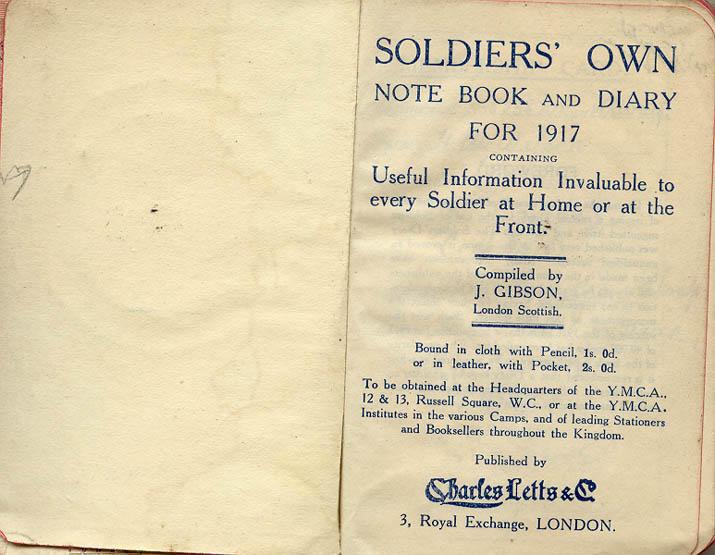 SOLDIERS' OWN
NOTE BOOK AND DIARY
FOR 1917
CONTAINING
Useful Information Invaluable to
every Soldier at Home or at the
Front.
Compiled by
J. GIBSON,
London Scottish.
Bound in cloth with Pencil, 1s. 0d.
or in leather, with Pocket, 2s. 0d.
To be obtained at the Headquarters of the Y.M.C.A.,
12 & 13, Russell Square, W.C., or at the Y.M.C.A.
Institutes in the various Camps, and of leading Stationers
and Booksellers throughout the Kingdom.
Published by
Charles Letts & Co
3, Royal Exchange, LONDON.